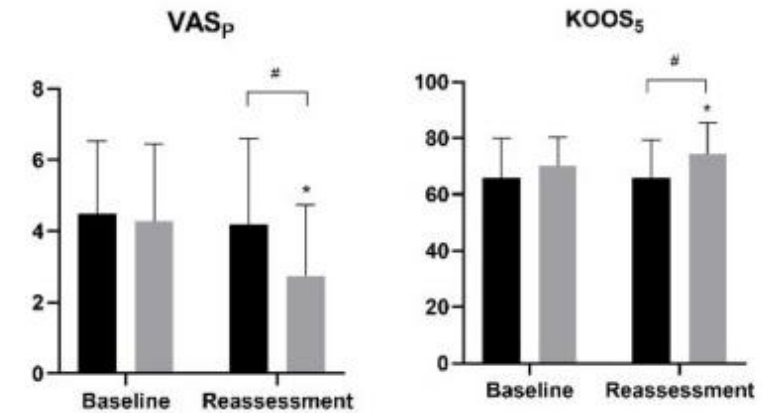 VASP
8
6
4
2
0
#
*
Baseline
Reassessment
KOOS5
100
80
60
40
20
0
#
*
Baseline
Reassessment